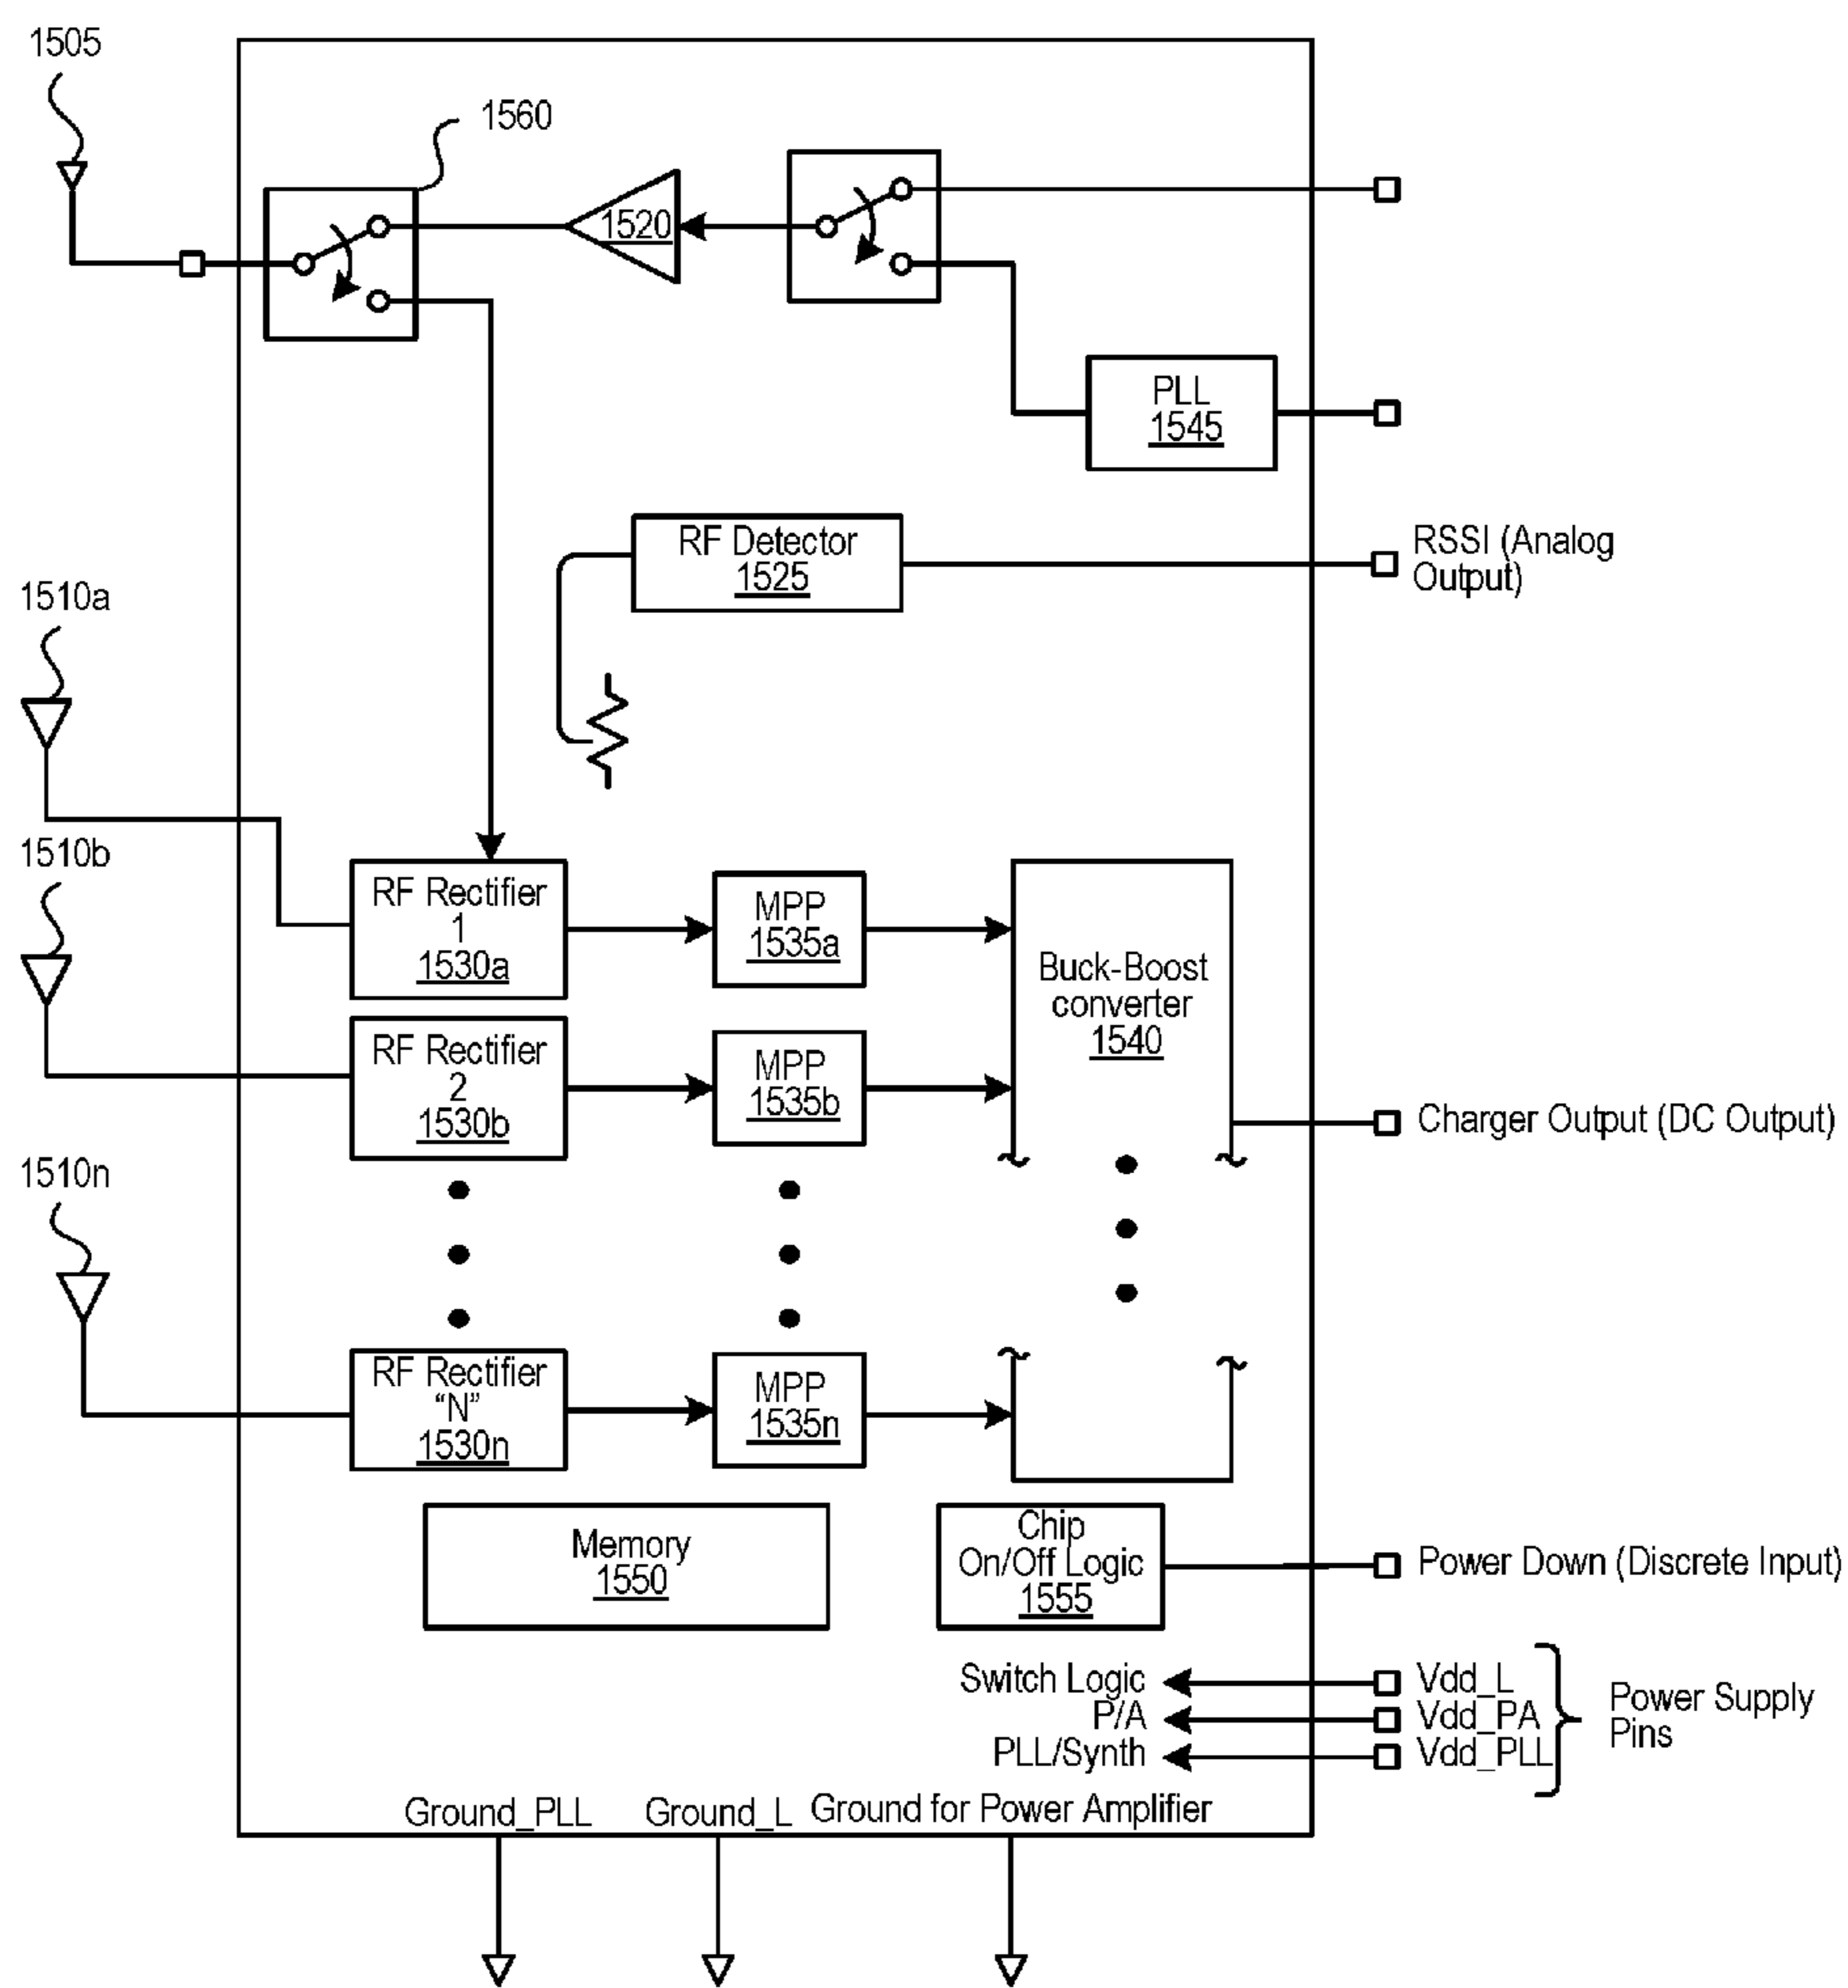 1505
1560
1520
PLL
1545
RF Detector
1525
RSSI (Analog
Output)
1510a
1510b
RF Rectifier
1
1530a
MPP
1535a
Buck-Boost
converter
1540
RF Rectifier
2
1530b
MPP
1535b
Charger Output (DC Output)
1510n
RF Rectifier
“N”
1530n
MPP
1535n
Memory
1550
Chip
On/Off Logic
1555
Power Down (Discrete Input)
Switch Logic
Vdd_L
P/A
Vdd_PA
PLL/Synth
Vdd_PLL
Power Supply
Pins
Ground_PLL
Ground_L
Ground for Power Amplifier